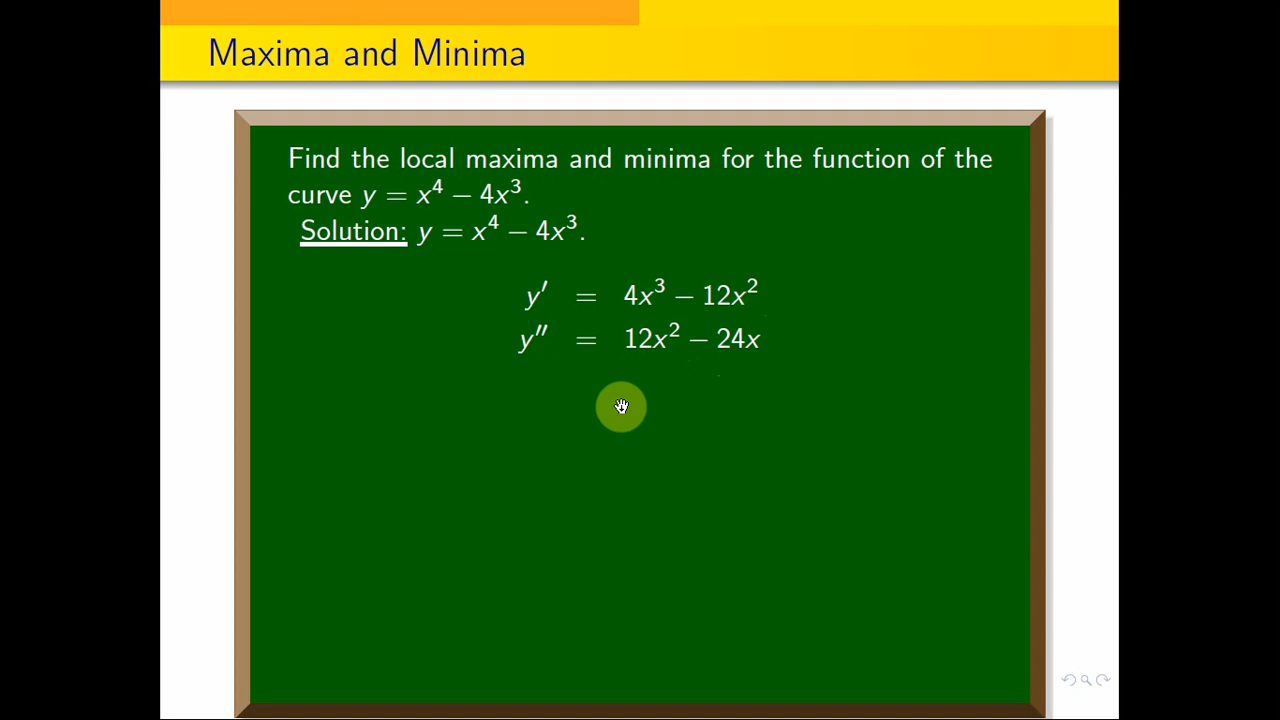 Maxima and Minima
Find the local maxima and minima for the function of the
curve y = x⁴ − 4x³.
Solution: y = x⁴ − 4x³.
y′ = 4x³ − 12x²
y″ = 12x² − 24x